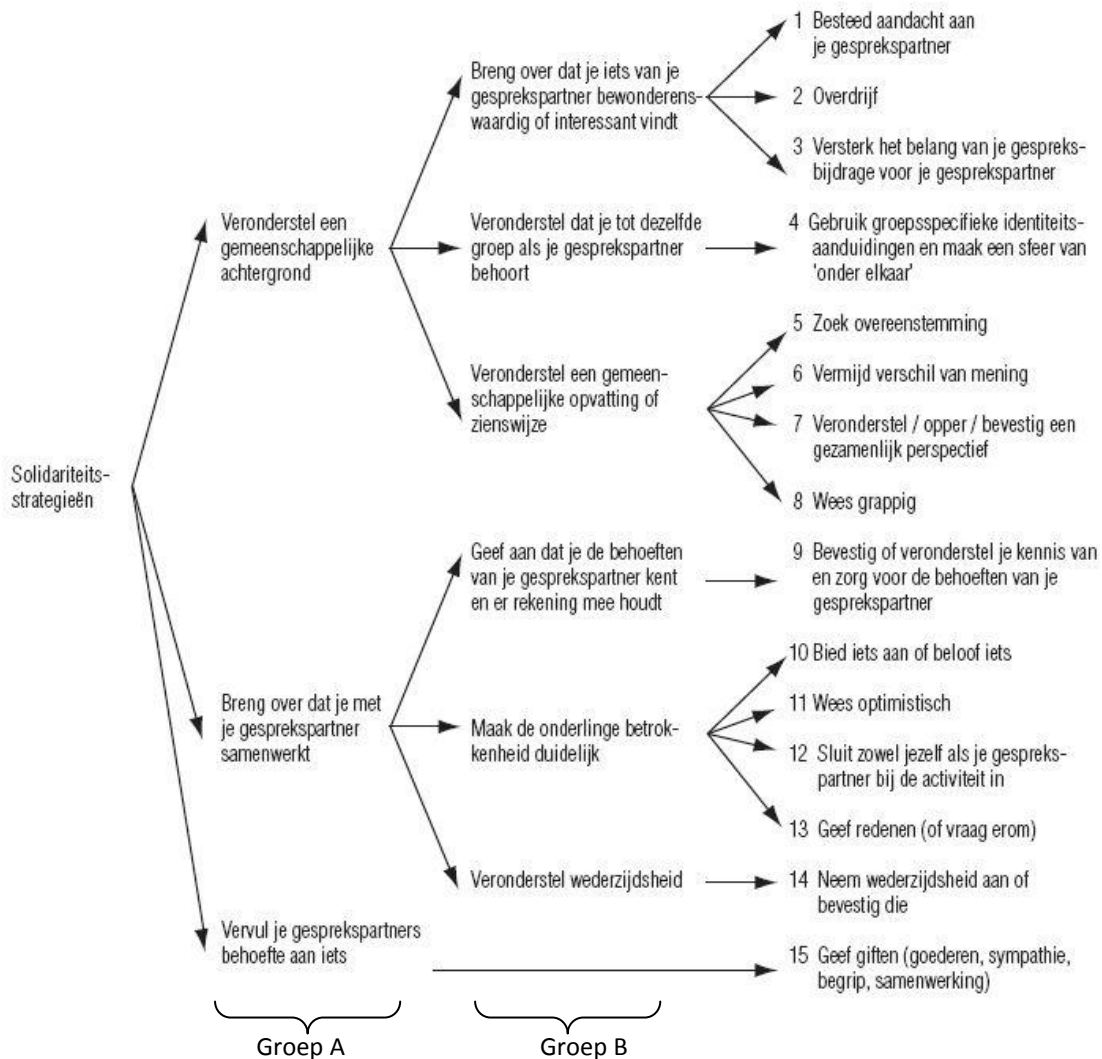 Solidariteits-
strategieën
Veronderstel een
gemeenschappelijke
achtergrond
Breng over dat je met
je gesprekspartner
samenwerkt
Vervul je gesprekspartners
behoefte aan iets
Breng over dat je iets van je
gesprekspartner bewonderens-
waardig of interessant vindt
Veronderstel dat je tot dezelfde
groep als je gesprekspartner
behoort
Veronderstel een gemeen-
schappelijke opvatting of
zienswijze
Geef aan dat je de behoeften
van je gesprekspartner kent
en er rekening mee houdt
Maak de onderlinge betrok-
kenheid duidelijk
Veronderstel wederzijdsheid
1 Besteed aandacht aan
je gesprekspartner
2 Overdrijf
3 Versterk het belang van je gespreks-
bijdrage voor je gesprekspartner
4 Gebruik groepsspecifieke identiteits-
aanduidingen en maak een sfeer van
'onder elkaar'
5 Zoek overeenstemming
6 Vermijd verschil van mening
7 Veronderstel / opper / bevestig een
gezamenlijk perspectief
8 Wees grappig
9 Bevestig of veronderstel je kennis van
en zorg voor de behoeften van je
gesprekspartner
10 Bied iets aan of beloof iets
11 Wees optimistisch
12 Sluit zowel jezelf als je gespreks-
partner bij de activiteit in
13 Geef redenen (of vraag erom)
14 Neem wederzijdsheid aan of
bevestig die
15 Geef giften (goederen, sympathie,
begrip, samenwerking)
Groep A
Groep B